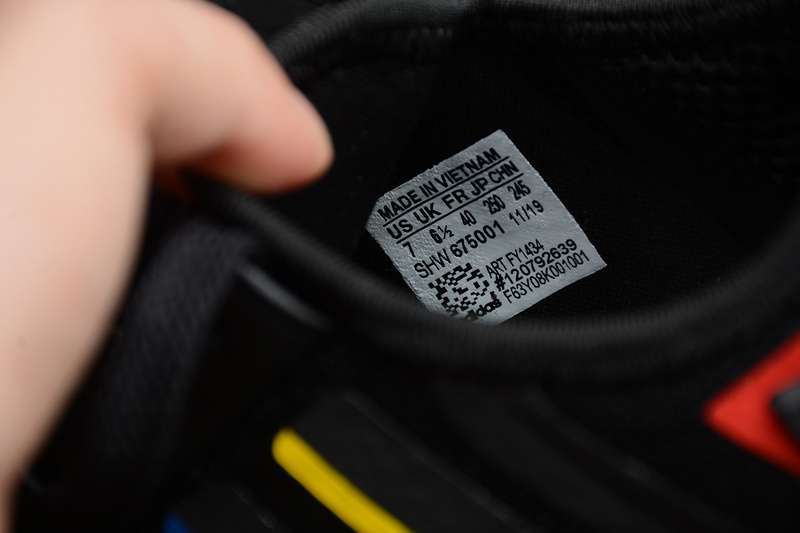 MADE IN VIETNAM
US UK FR JP CHN
7 6½ 40 250 245
SHW 675001 11/19
ART FY1434
#120792639
F63Y08K001001
adidas